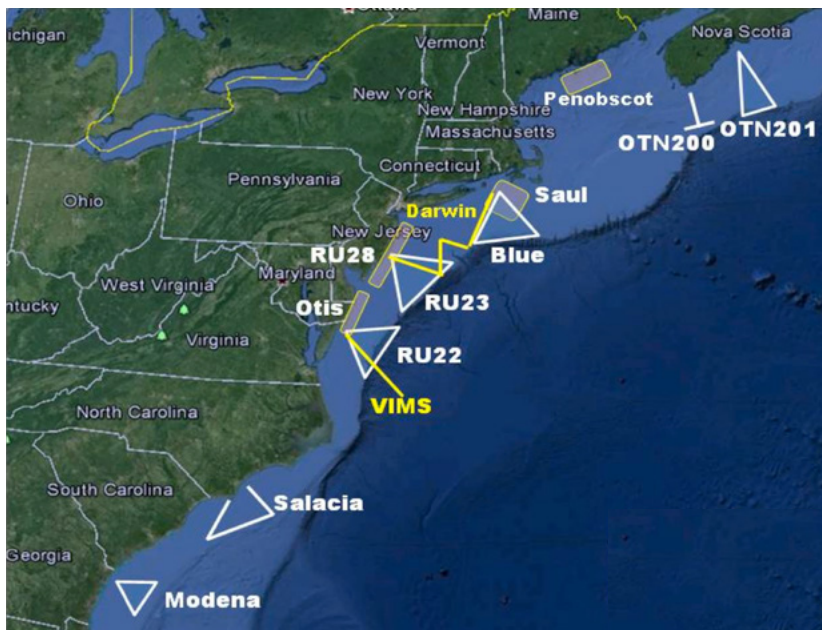 ichigan
Vermont
Maine
Nova Scotia
New York
New Hampshire
Penobscot
Massachusetts
OTN200
OTN201
Connecticut
Pennsylvania
Ohio
Saul
Darwin
New Jersey
RU28
Blue
Maryland
West Virginia
RU23
ntucky
Otis
Virginia
RU22
VIMS
North Carolina
South Carolina
Salacia
Georgia
Modena